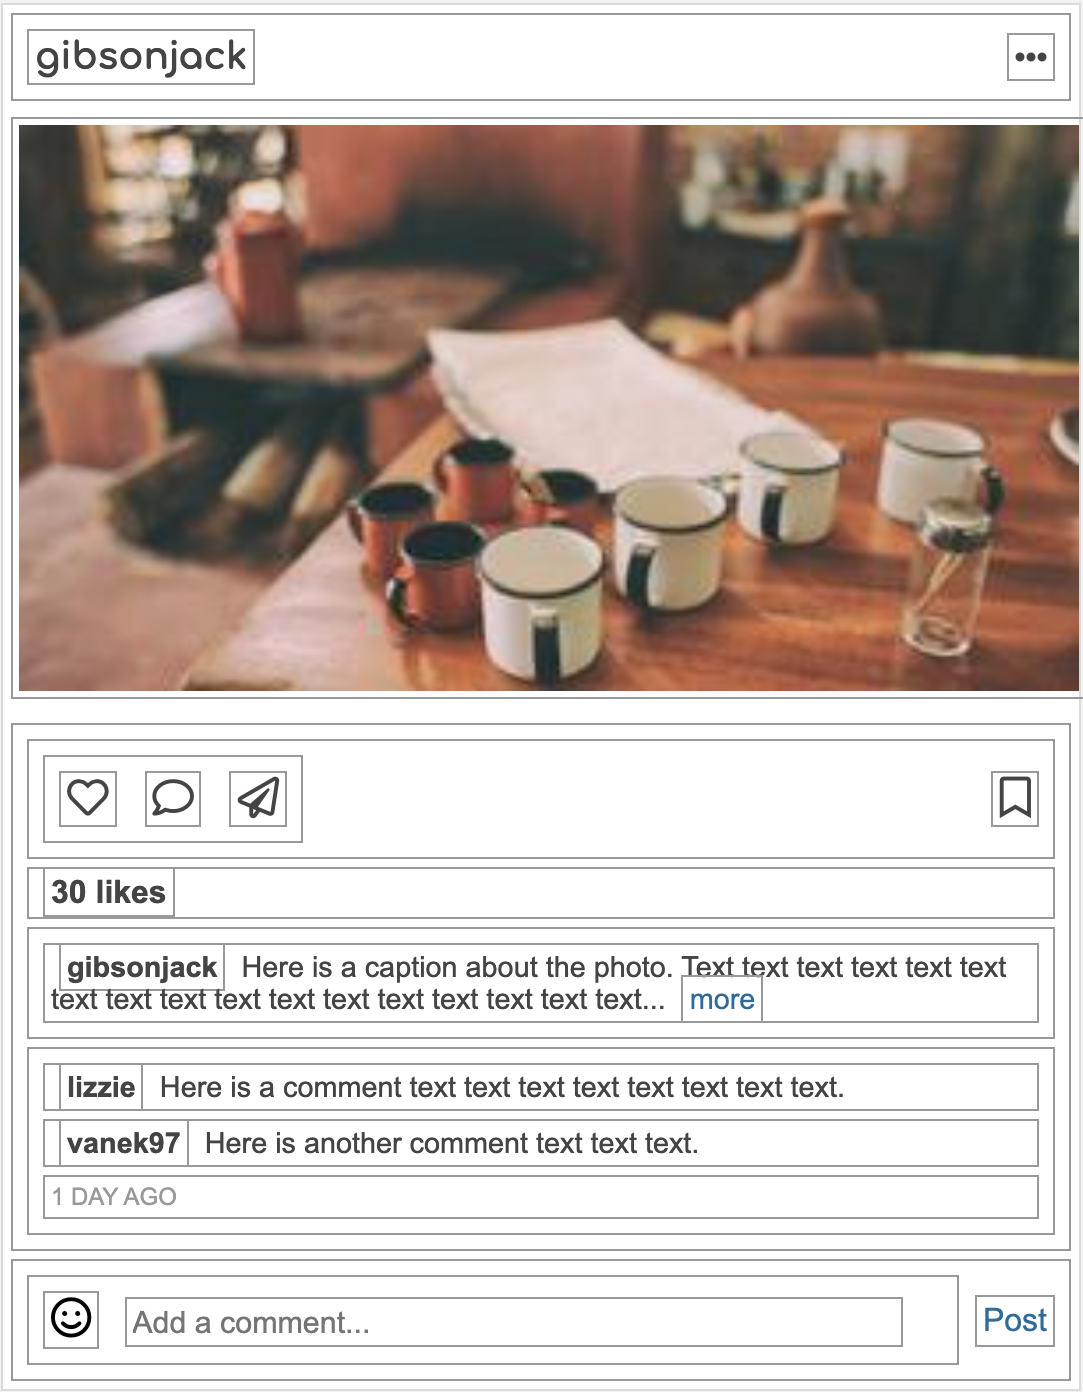 gibsonjack
30 likes
gibsonjack Here is a caption about the photo. Text text text text text text
text text text text text text text text text text text... more
lizzie Here is a comment text text text text text text text text.
vanek97 Here is another comment text text text.
1 DAY AGO
Add a comment... Post